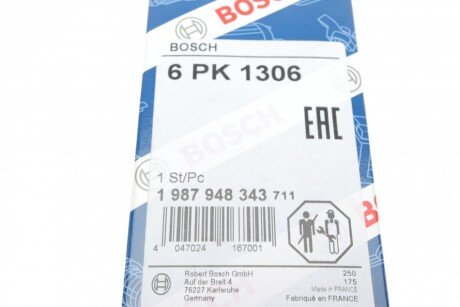 BOSCH
6 PK 1306
BOSCH
EAC
1 St/Pc
1 987 948 343 711
4 047024 167001
Robert Bosch GmbH
Auf der Breit 4
76227 Karlsruhe
Germany
250
175
Made in FRANCE
Fabriqué en FRANCE